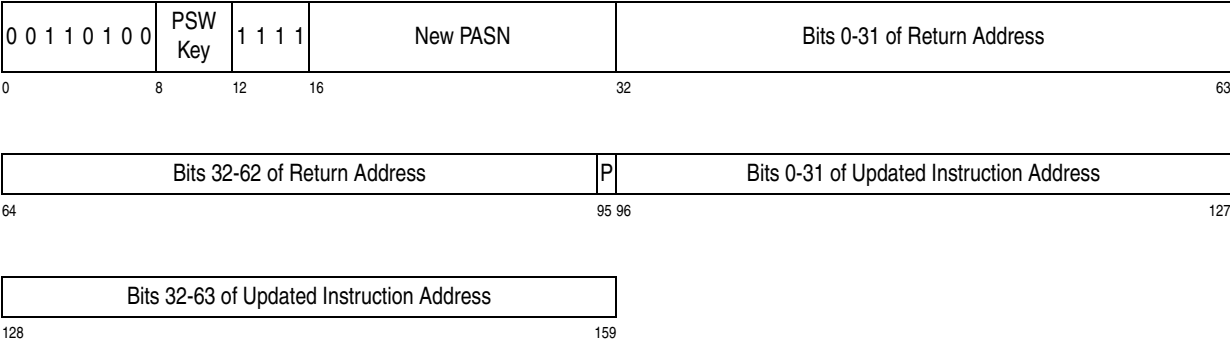 0 0 1 1 0 1 0 0 PSW Key 1 1 1 1 New PASN Bits 0-31 of Return Address
0 8 12 16 32 63
Bits 32-62 of Return Address P Bits 0-31 of Updated Instruction Address
64 95 96 127
Bits 32-63 of Updated Instruction Address
128 159